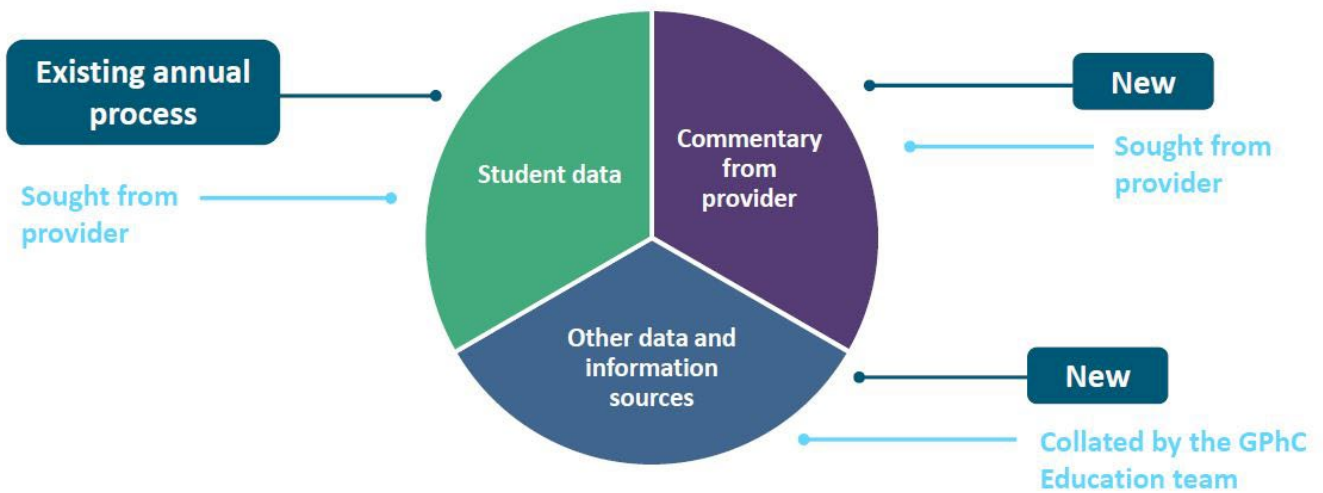 Existing annual
process
Sought from
provider
Student data
Commentary
from
provider
New
Sought from
provider
Other data and
information
sources
New
Collated by the GPhC
Education team